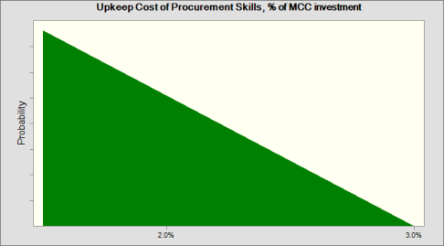 Upkeep Cost of Procurement Skills, % of MCC investment
Probability
2.0%
3.0%